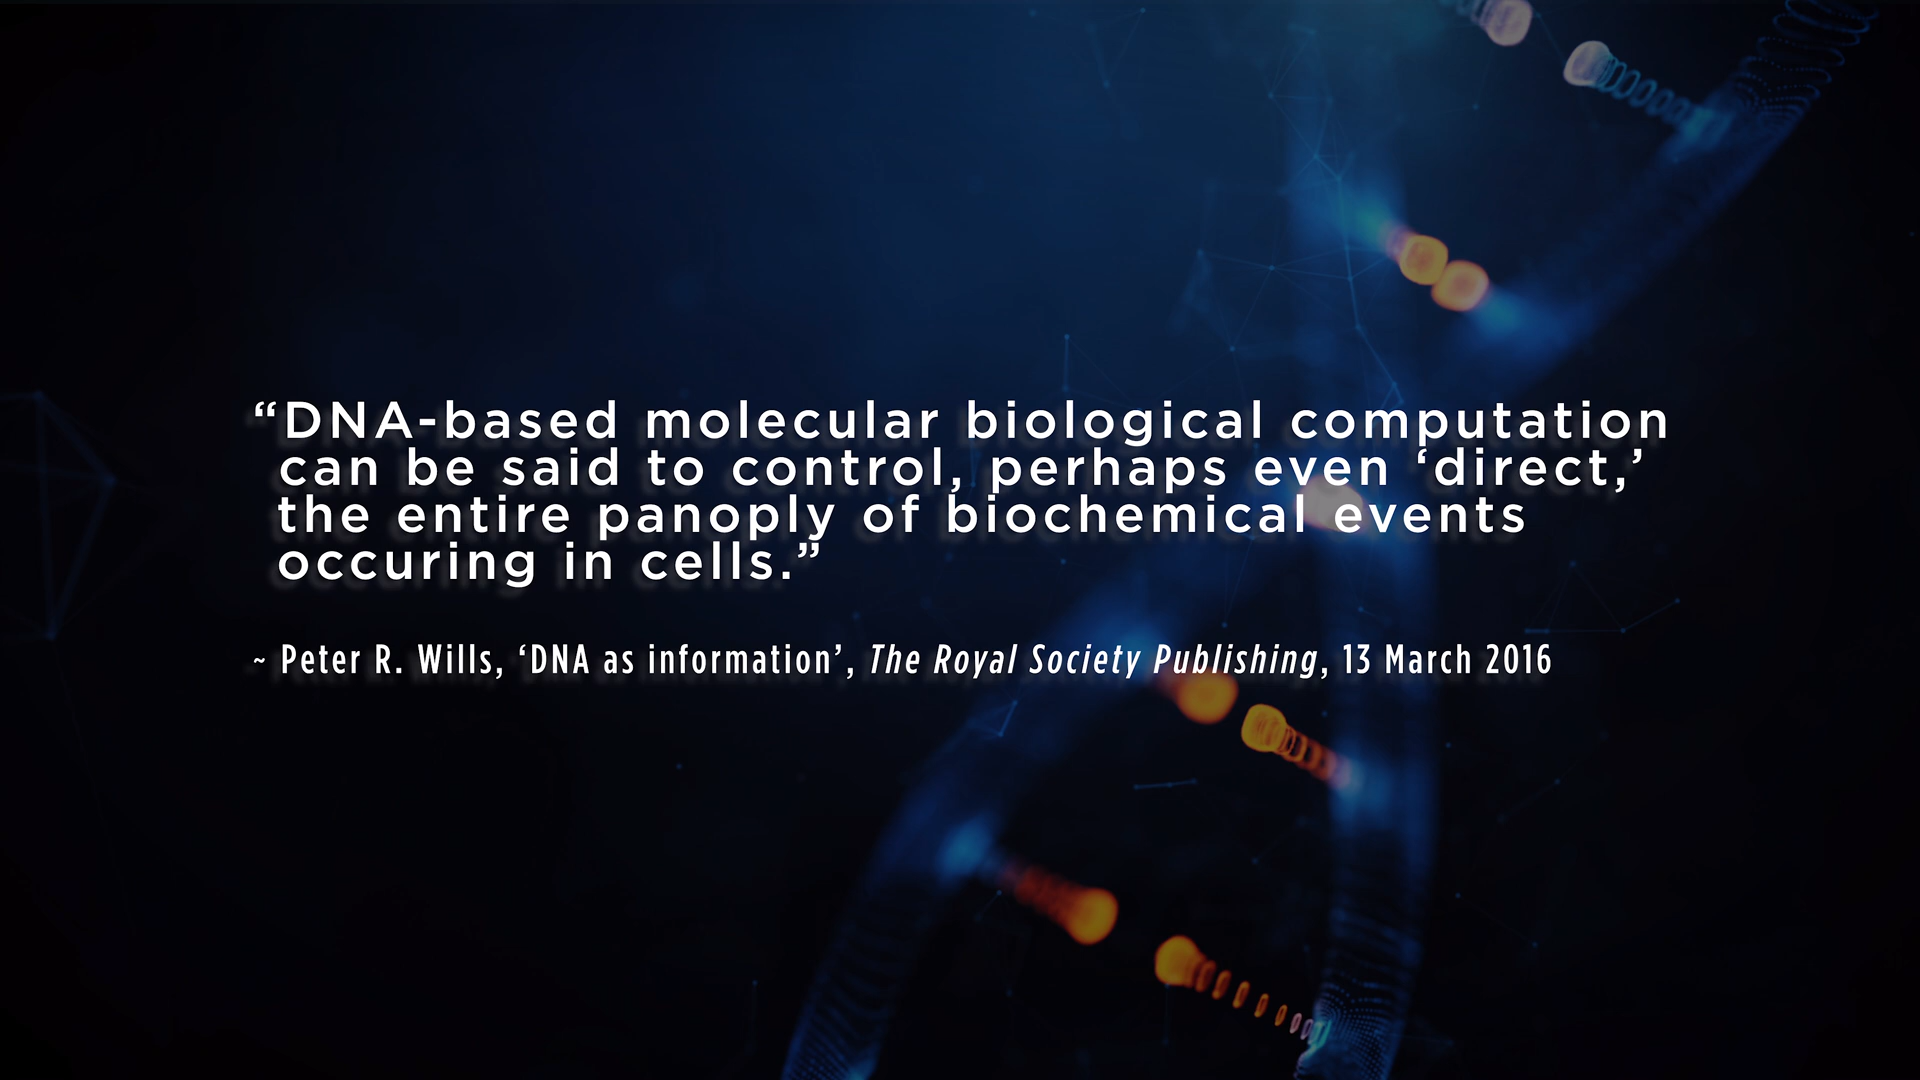 “DNA-based molecular biological computation
can be said to control, perhaps even ‘direct,’
the entire panoply of biochemical events
occuring in cells.”
~ Peter R. Wills, ‘DNA as information’, The Royal Society Publishing, 13 March 2016